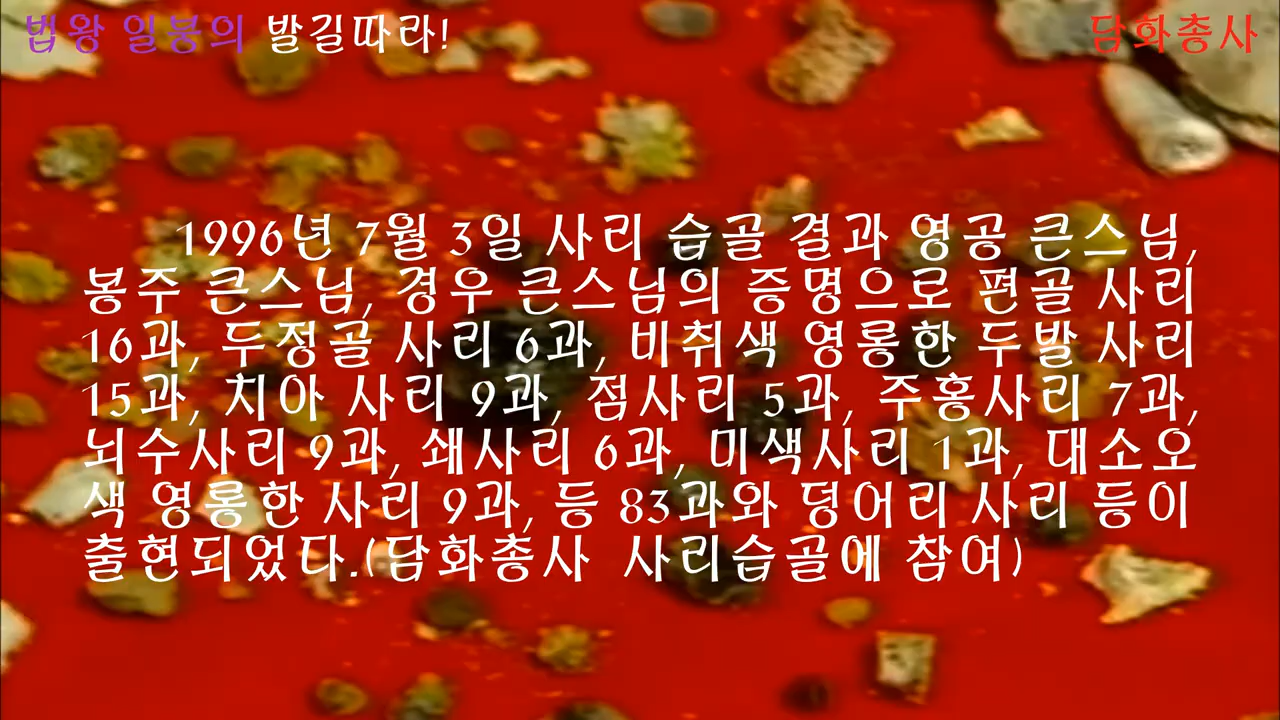 법왕 일붕의 발길따라!
담화총사
1996년 7월 3일 사리 습골 결과 영공 큰스님,
봉주 큰스님, 경우 큰스님의 증명으로 편골 사리
16과, 두정골 사리 6과, 비취색 영롱한 두발 사리
15과, 치아 사리 9과, 점사리 5과, 주홍사리 7과,
뇌수사리 9과, 쇄사리 6과, 미색사리 1과, 대소오
색 영롱한 사리 9과, 등 83과와 덩어리 사리 등이
출현되었다.(담화총사 사리습골에 참여)